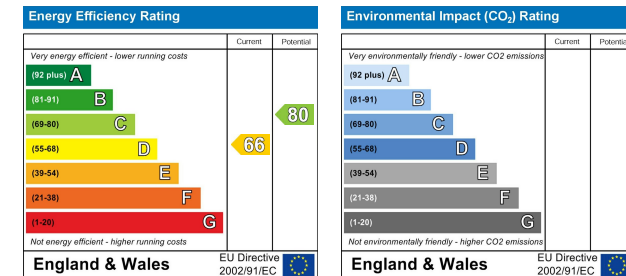 Energy Efficiency Rating
Current Potential
Very energy efficient - lower running costs
(92 plus) A
(81-91) B
(69-80) C
(55-68) D
(39-54) E
(21-38) F
(1-20) G
66
80
Not energy efficient - higher running costs
England & Wales
EU Directive
2002/91/EC
Environmental Impact (CO₂) Rating
Current Potential
Very environmentally friendly - lower CO2 emissions
(92 plus) A
(81-91) B
(69-80) C
(55-68) D
(39-54) E
(21-38) F
(1-20) G
Not environmentally friendly - higher CO2 emissions
England & Wales
EU Directive
2002/91/EC